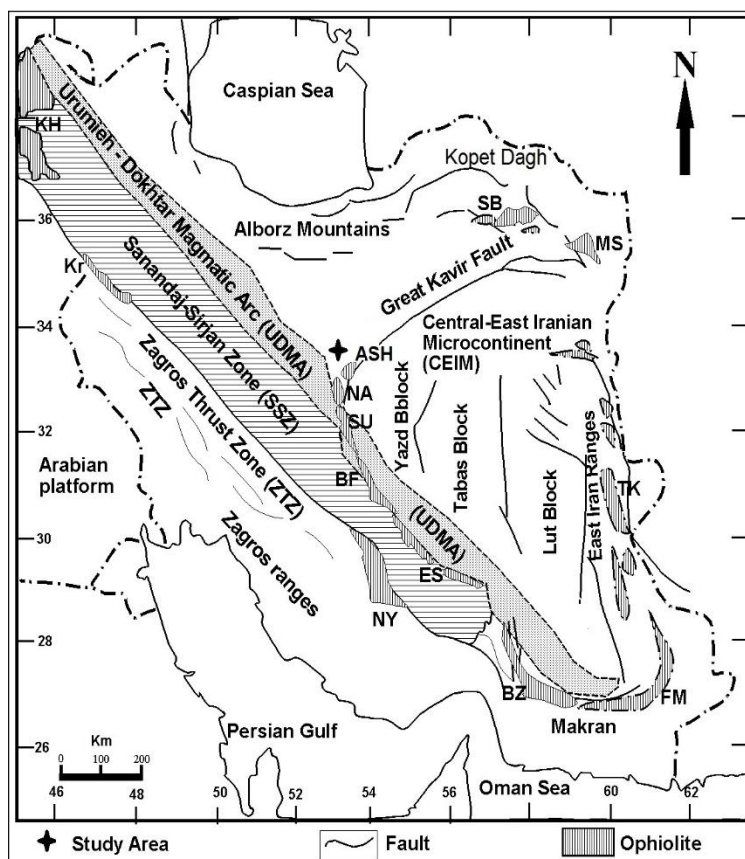 N
Caspian Sea
Kopet Dagh
KH
Urumieh - Dokhtar Magmatic Arc (UDMA)
SB
36
Alborz Mountains
MS
Kr
Sanandaj-Sirjan Zone (SSZ)
Great Kavir Fault
34
Central-East Iranian
Microcontinent
(CEIM)
ASH
Zagros Thrust Zone (ZTZ)
ZTZ
NA
SU
Yazd Bblock
32
Tabas Block
Arabian
platform
BF
Lut Block
East Iran Ranges
TK
(UDMA)
30
Zagros ranges
ES
NY
28
BZ
FM
Makran
Persian Gulf
26
Km
0 100 200
Oman Sea
46 48 50 52 54 56 58 60 62
Study Area
Fault
Ophiolite